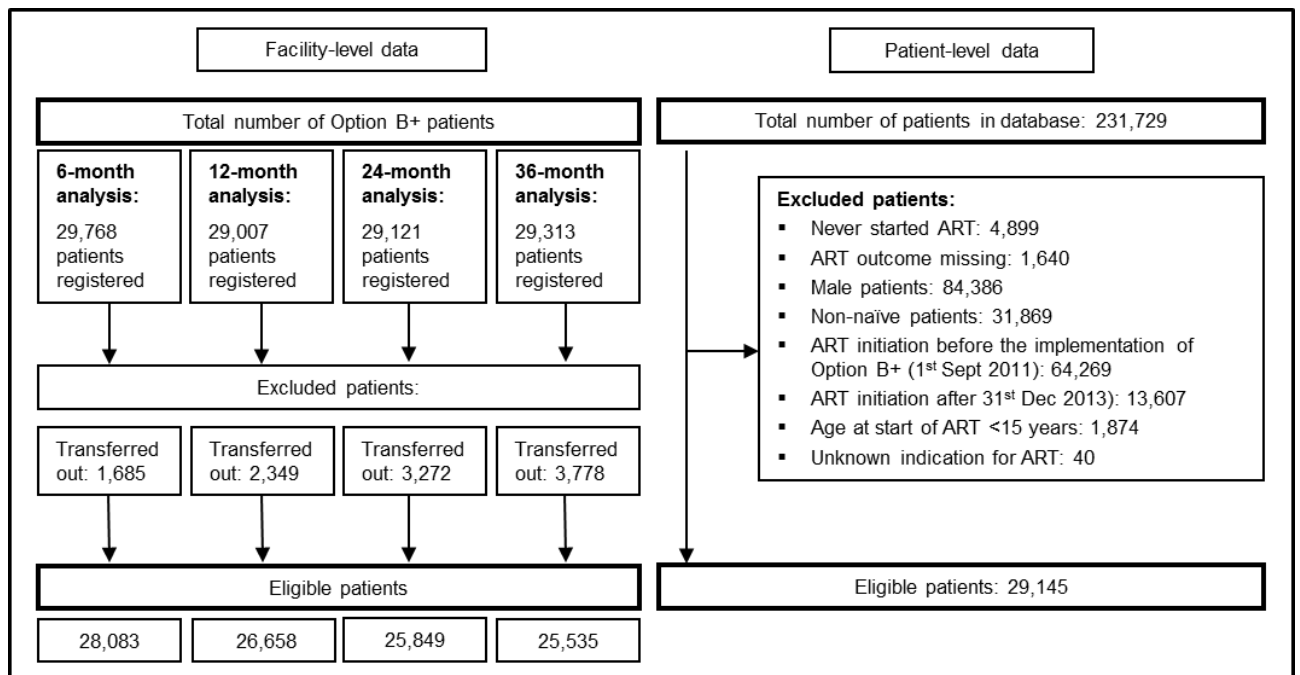 Facility-level data
Patient-level data
Total number of Option B+ patients
Total number of patients in database: 231,729
6-month
analysis:
29,768
patients
registered
12-month
analysis:
29,007
patients
registered
24-month
analysis:
29,121
patients
registered
36-month
analysis:
29,313
patients
registered
Excluded patients:
Transferred
out: 1,685
Transferred
out: 2,349
Transferred
out: 3,272
Transferred
out: 3,778
Excluded patients:
▪ Never started ART: 4,899
▪ ART outcome missing: 1,640
▪ Male patients: 84,386
▪ Non-naïve patients: 31,869
▪ ART initiation before the implementation of
Option B+ (1st Sept 2011): 64,269
▪ ART initiation after 31st Dec 2013): 13,607
▪ Age at start of ART <15 years: 1,874
▪ Unknown indication for ART: 40
Eligible patients
Eligible patients: 29,145
28,083
26,658
25,849
25,535